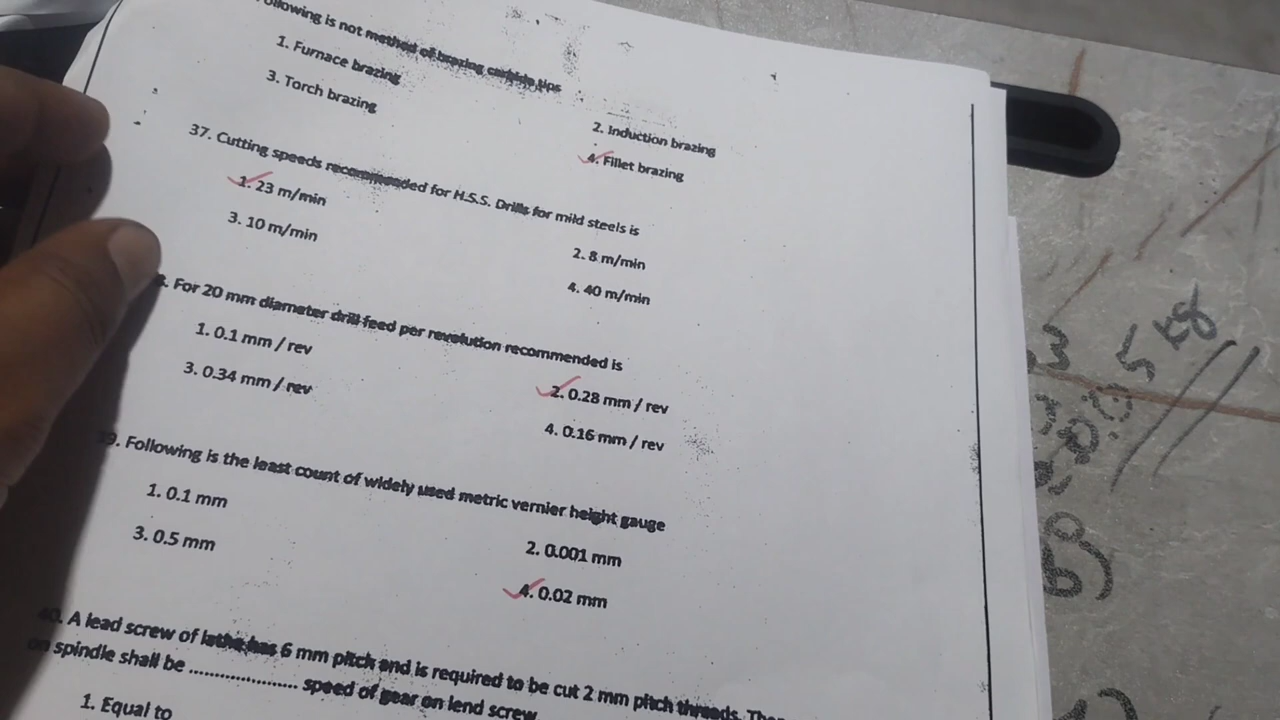 ollowing is not method of brazing carbide tips
1. Furnace brazing
2. Induction brazing
3. Torch brazing
4. Fillet brazing
37. Cutting speeds recommended for H.S.S. Drills for mild steels is
1. 23 m/min
2. 8 m/min
3. 10 m/min
4. 40 m/min
. For 20 mm diameter drill feed per revolution recommended is
1. 0.1 mm / rev
2. 0.28 mm / rev
3. 0.34 mm / rev
4. 0.16 mm / rev
39. Following is the least count of widely used metric vernier height gauge
1. 0.1 mm
2. 0.001 mm
3. 0.5 mm
4. 0.02 mm
40. A lead screw of lathe has 6 mm pitch and is required to be cut 2 mm pitch threads.
on spindle shall be .................... speed of gear on lend screw
1. Equal to